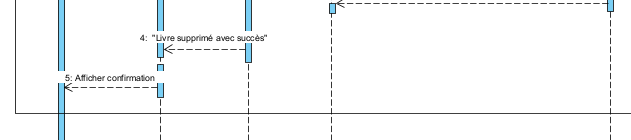 4:  "Livre supprimé avec succès"
5: Afficher confirmation